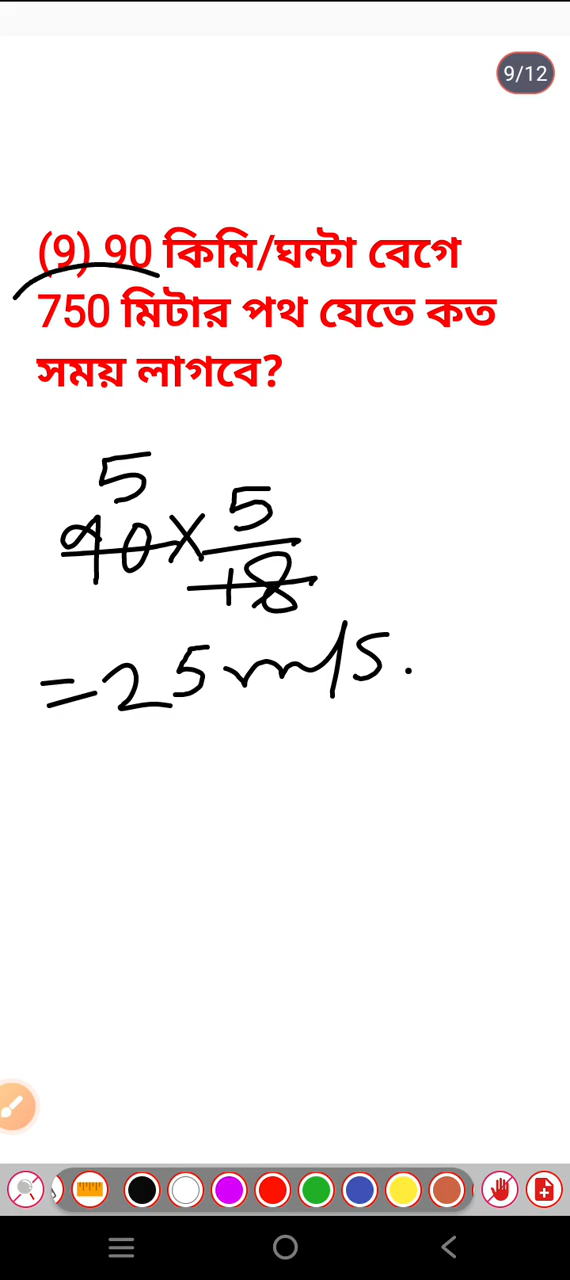 9/12
(9) 90 কিমি/ঘন্টা বেগে
750 মিটার পথ যেতে কত
সময় লাগবে?
5
90 × 5
18
= 25 m/s.